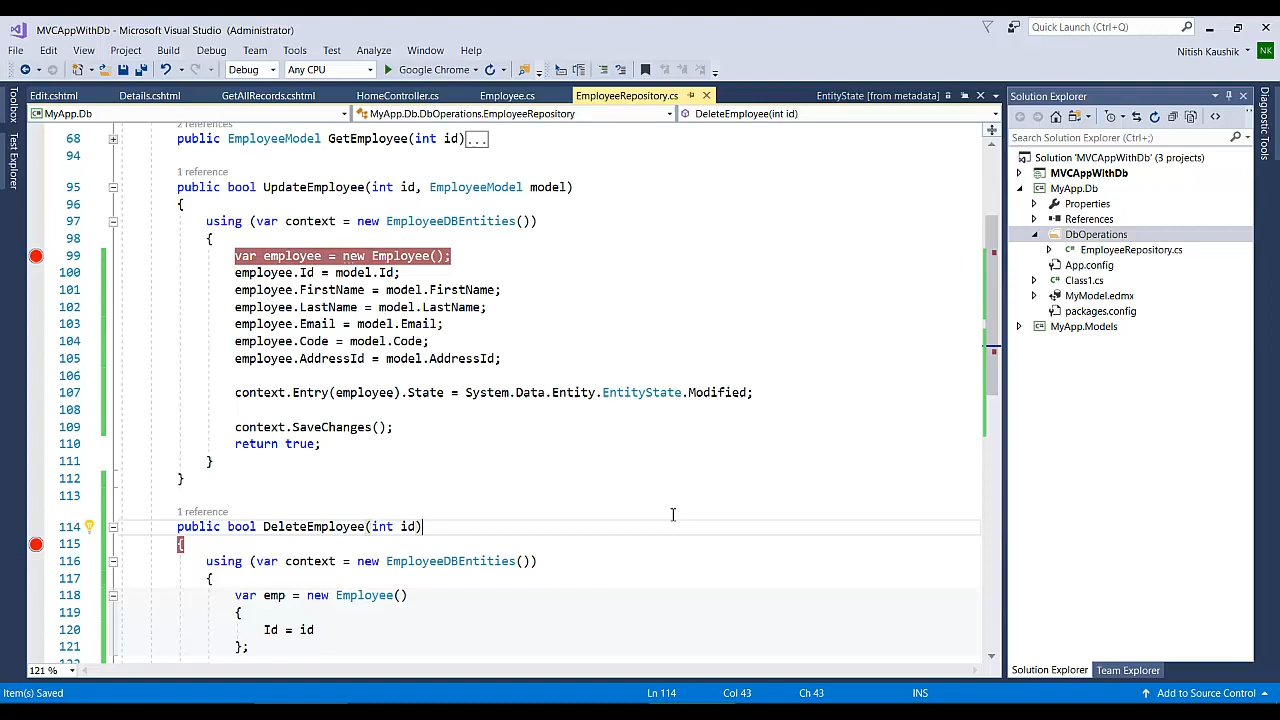 MVCAppWithDb - Microsoft Visual Studio (Administrator)
Quick Launch (Ctrl+Q)
File Edit View Project Build Debug Team Tools Test Analyze Window Help
Nitish Kaushik NK
Debug Any CPU Google Chrome
Edit.cshtml Details.cshtml GetAllRecords.cshtml HomeController.cs Employee.cs EmployeeRepository.cs EntityState [from metadata]
MyApp.Db MyApp.Db.DbOperations.EmployeeRepository DeleteEmployee(int id)
Toolbox
Test Explorer
2 references
68 public EmployeeModel GetEmployee(int id)...
94
1 reference
95 public bool UpdateEmployee(int id, EmployeeModel model)
96 {
97 using (var context = new EmployeeDBEntities())
98 {
99 var employee = new Employee();
100 employee.Id = model.Id;
101 employee.FirstName = model.FirstName;
102 employee.LastName = model.LastName;
103 employee.Email = model.Email;
104 employee.Code = model.Code;
105 employee.AddressId = model.AddressId;
106
107 context.Entry(employee).State = System.Data.Entity.EntityState.Modified;
108
109 context.SaveChanges();
110 return true;
111 }
112 }
113
1 reference
114 public bool DeleteEmployee(int id)
115 {
116 using (var context = new EmployeeDBEntities())
117 {
118 var emp = new Employee()
119 {
120 Id = id
121 };
121 %
Solution Explorer
Search Solution Explorer (Ctrl+;)
Solution 'MVCAppWithDb' (3 projects)
MVCAppWithDb
MyApp.Db
Properties
References
DbOperations
EmployeeRepository.cs
App.config
Class1.cs
MyModel.edmx
packages.config
MyApp.Models
Solution Explorer Team Explorer
Diagnostic Tools
Item(s) Saved Ln 114 Col 43 Ch 43 INS Add to Source Control